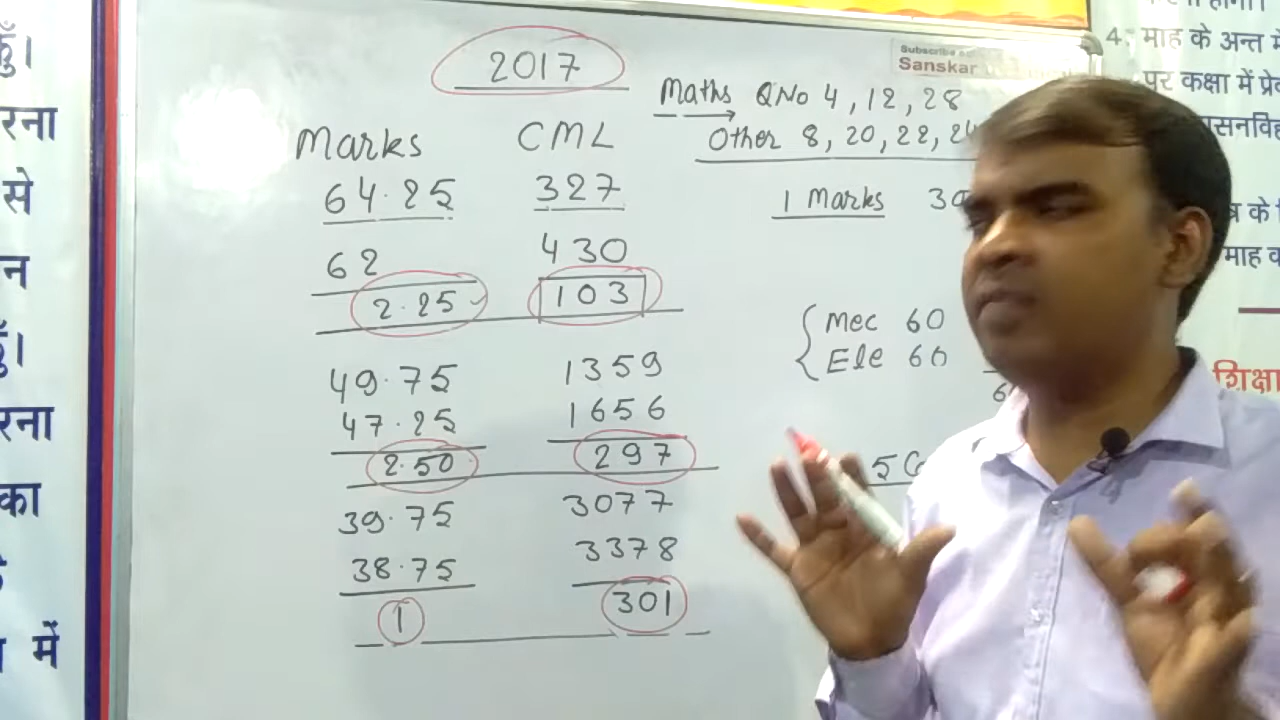 2017
Subscribe
Sanskar
Maths QNo 4, 12, 28
Other 8, 20, 22, 24
Marks CML
64.25 327
62 430
2.25 103
49.75 1359
47.25 1656
2.50 297
39.75 3077
38.75 3378
1 301
1 Marks
Mec 60
Ele 60
रना
से
न
रना
का
में
4. माह के अन्त में
पर कक्षा में
माह
शिक्षा